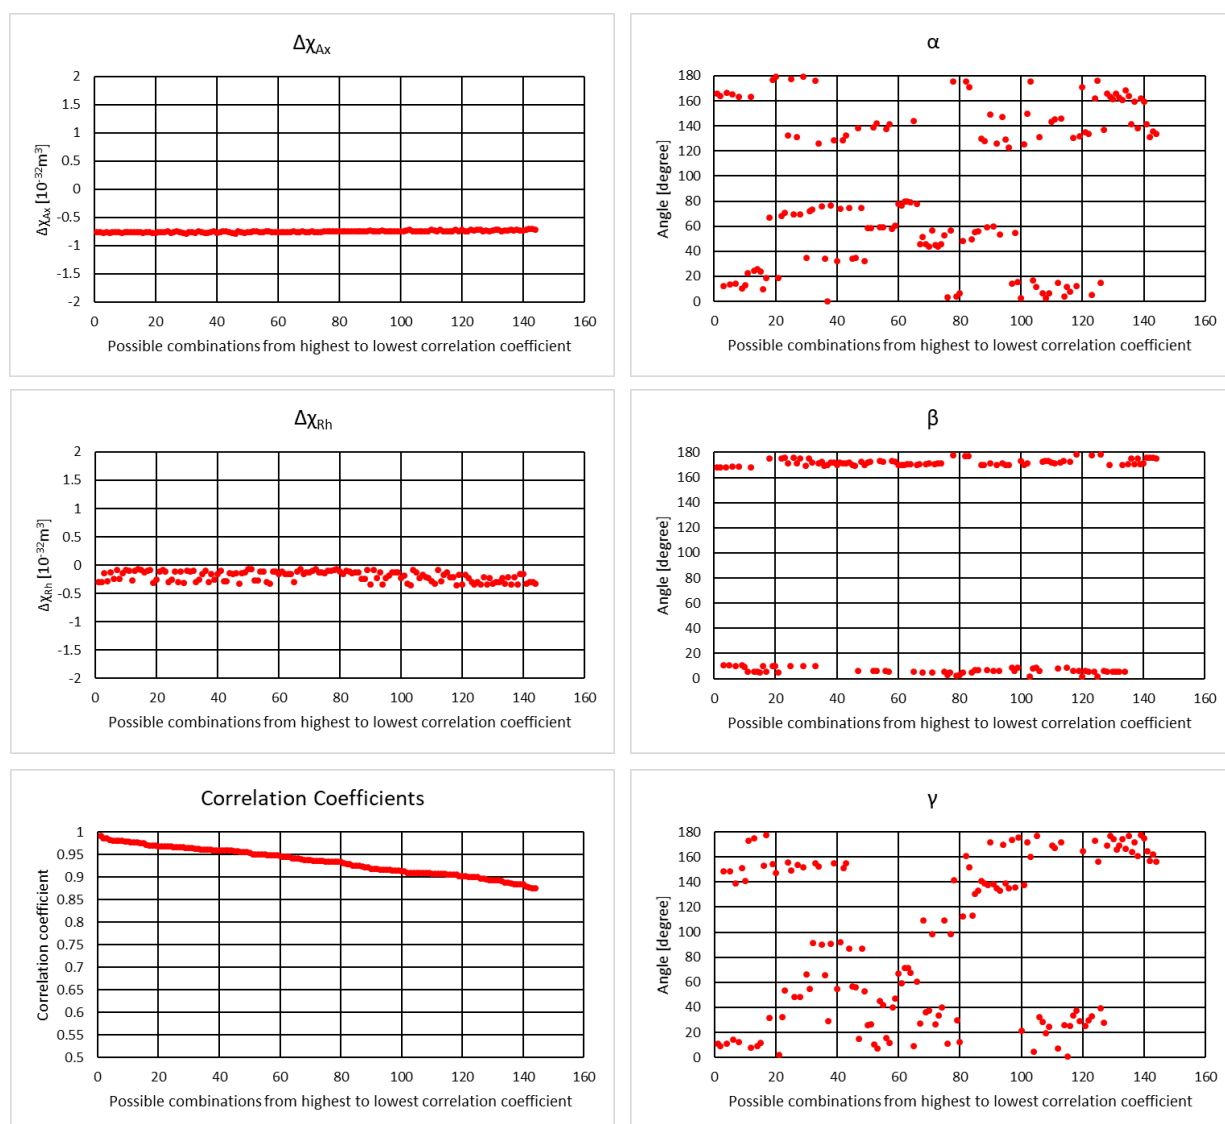 Δχ_Ax
2
1.5
1
0.5
0
-0.5
-1
-1.5
-2
Δχ_Ax [10⁻³²m³]
0 20 40 60 80 100 120 140 160
Possible combinations from highest to lowest correlation coefficient
α
180
160
140
120
100
80
60
40
20
0
Angle [degree]
0 20 40 60 80 100 120 140 160
Possible combinations from highest to lowest correlation coefficient
Δχ_Rh
2
1.5
1
0.5
0
-0.5
-1
-1.5
-2
Δχ_Rh [10⁻³²m³]
0 20 40 60 80 100 120 140 160
Possible combinations from highest to lowest correlation coefficient
β
180
160
140
120
100
80
60
40
20
0
Angle [degree]
0 20 40 60 80 100 120 140 160
Possible combinations from highest to lowest correlation coefficient
Correlation Coefficients
1
0.95
0.9
0.85
0.8
0.75
0.7
0.65
0.6
0.55
0.5
Correlation coefficient
0 20 40 60 80 100 120 140 160
Possible combinations from highest to lowest correlation coefficient
γ
180
160
140
120
100
80
60
40
20
0
Angle [degree]
0 20 40 60 80 100 120 140 160
Possible combinations from highest to lowest correlation coefficient